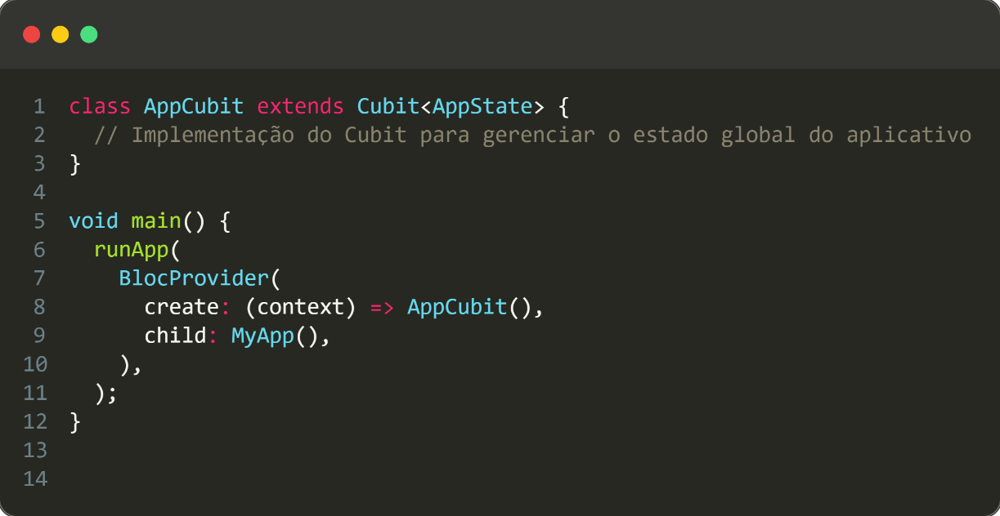 1 class AppCubit extends Cubit<AppState> {
2   // Implementação do Cubit para gerenciar o estado global do aplicativo
3 }
4
5 void main() {
6   runApp(
7     BlocProvider(
8       create: (context) => AppCubit(),
9       child: MyApp(),
10     ),
11   );
12 }
13
14